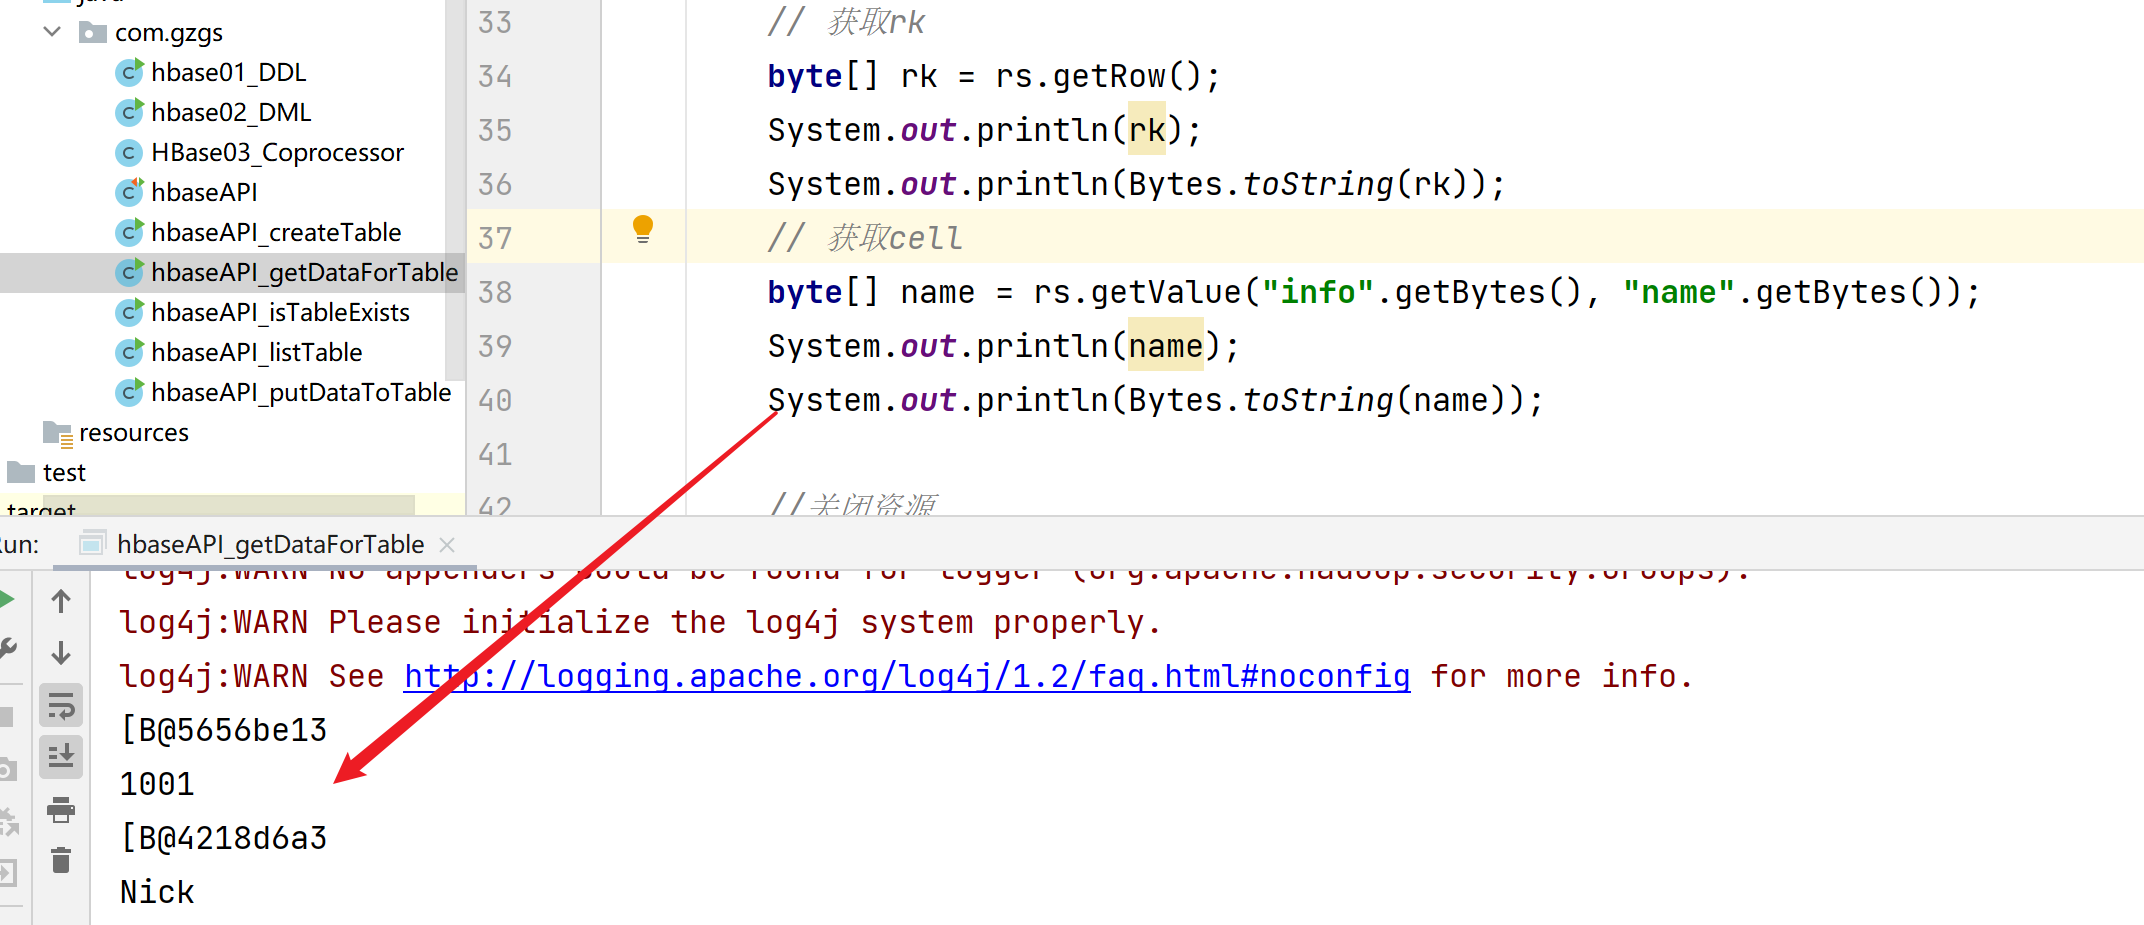 java
com.gzgs
hbase01_DDL
hbase02_DML
HBase03_Coprocessor
hbaseAPI
hbaseAPI_createTable
hbaseAPI_getDataForTable
hbaseAPI_isTableExists
hbaseAPI_listTable
hbaseAPI_putDataToTable
resources
test
target
33 // 获取rk
34 byte[] rk = rs.getRow();
35 System.out.println(rk);
36 System.out.println(Bytes.toString(rk));
37 // 获取cell
38 byte[] name = rs.getValue("info".getBytes(), "name".getBytes());
39 System.out.println(name);
40 System.out.println(Bytes.toString(name));
41
42 //关闭资源
Run: hbaseAPI_getDataForTable
log4j:WARN No appenders could be found for logger (org.apache.hadoop.security.Groups).
log4j:WARN Please initialize the log4j system properly.
log4j:WARN See http://logging.apache.org/log4j/1.2/faq.html#noconfig for more info.
[B@5656be13
1001
[B@4218d6a3
Nick